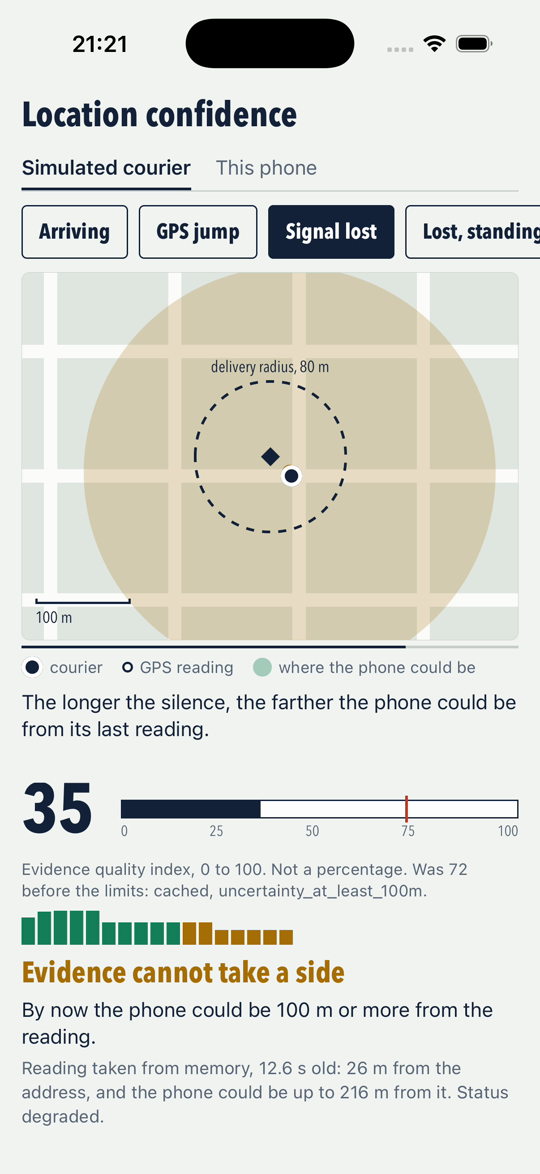 21:21
Location confidence
Simulated courier This phone
Arriving GPS jump Signal lost Lost, standing
delivery radius, 80 m
100 m
courier GPS reading where the phone could be
The longer the silence, the farther the phone could be
from its last reading.
35
0 25 50 75 100
Evidence quality index, 0 to 100. Not a percentage. Was 72
before the limits: cached, uncertainty_at_least_100m.
Evidence cannot take a side
By now the phone could be 100 m or more from the
reading.
Reading taken from memory, 12.6 s old: 26 m from the
address, and the phone could be up to 216 m from it. Status
degraded.